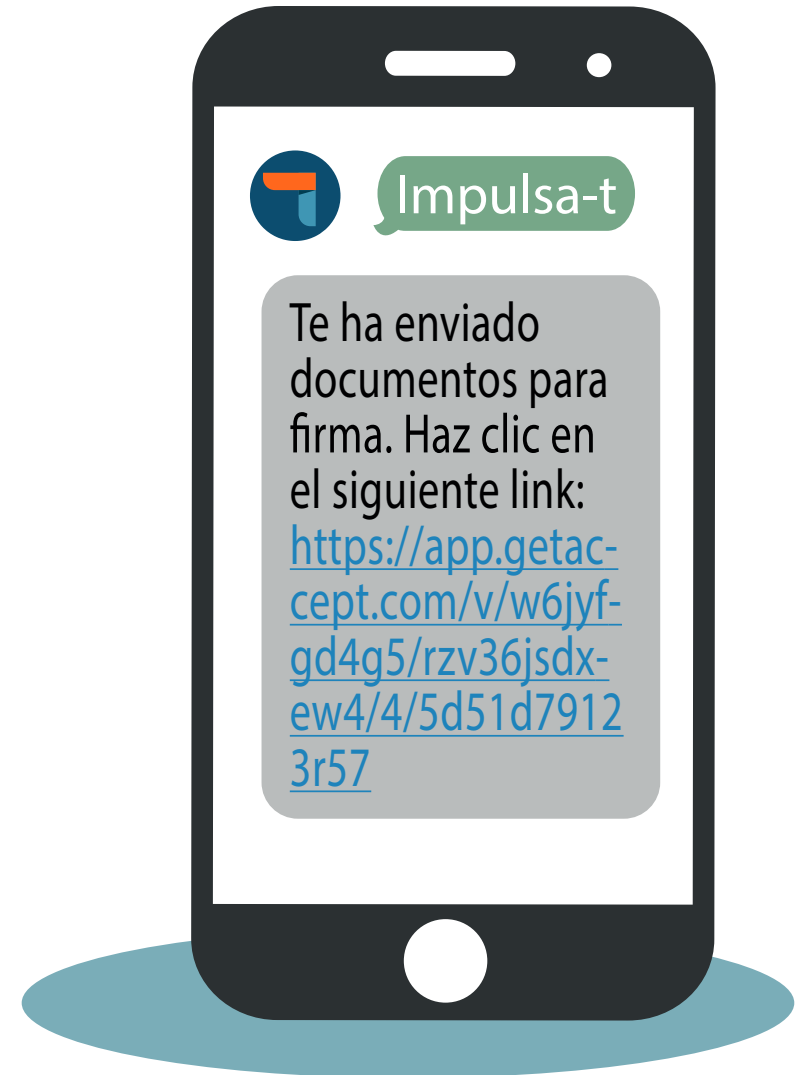 Impulsa-t
Te ha enviado
documentos para
firma. Haz clic en
el siguiente link:
https://app.getac-
cept.com/v/w6jyf-
gd4g5/rzv36jsdx-
ew4/4/5d51d7912
3r57